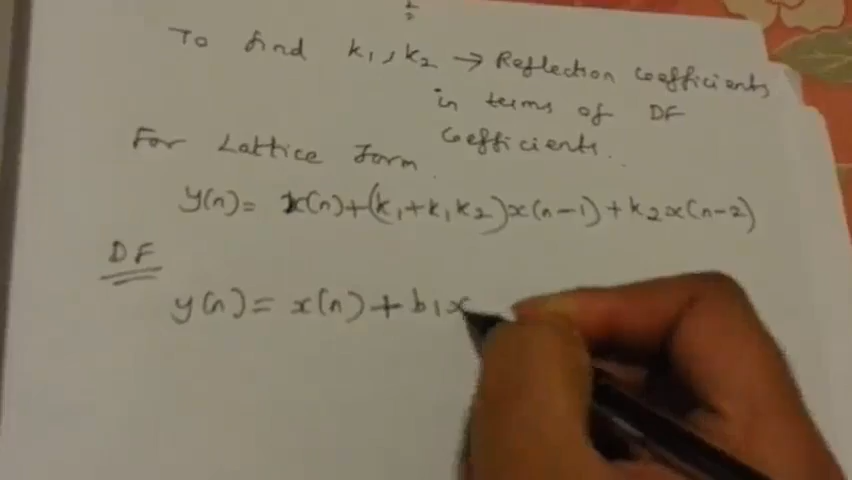 To find k1, k2 → Reflection coefficients
in terms of DF
coefficients..
For Lattice Form.
y(n)= x(n)+(k1+k1k2)x(n-1)+k2x(n-2)
DF
y(n)= x(n)+b1x